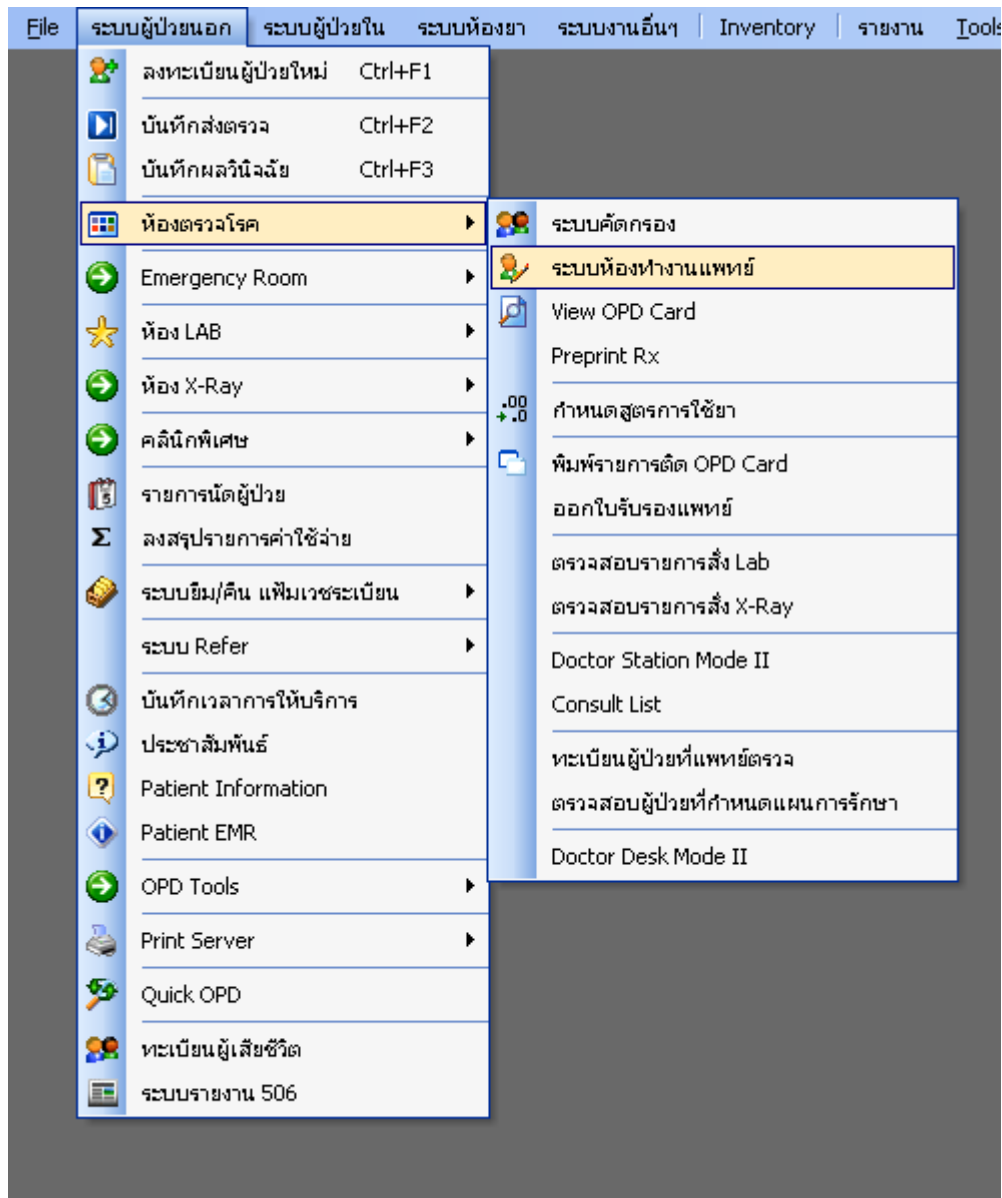 File ระบบผู้ป่วยนอก ระบบผู้ป่วยใน ระบบห้องยา ระบบงานอื่นๆ Inventory รายงาน Tools
ลงทะเบียนผู้ป่วยใหม่ Ctrl+F1
บันทึกส่งตรวจ Ctrl+F2
บันทึกผลวินิจฉัย Ctrl+F3
ห้องตรวจโรค
Emergency Room
ห้อง LAB
ห้อง X-Ray
คลินิกพิเศษ
รายการนัดผู้ป่วย
ลงสรุปรายการค่าใช้จ่าย
ระบบยืม/คืน แฟ้มเวชระเบียน
ระบบ Refer
บันทึกเวลาการให้บริการ
ประชาสัมพันธ์
Patient Information
Patient EMR
OPD Tools
Print Server
Quick OPD
ทะเบียนผู้เสียชีวิต
ระบบรายงาน 506
ระบบคัดกรอง
ระบบห้องทำงานแพทย์
View OPD Card
Preprint Rx
กำหนดสูตรการใช้ยา
พิมพ์รายการติด OPD Card
ออกใบรับรองแพทย์
ตรวจสอบรายการสั่ง Lab
ตรวจสอบรายการสั่ง X-Ray
Doctor Station Mode II
Consult List
ทะเบียนผู้ป่วยที่แพทย์ตรวจ
ตรวจสอบผู้ป่วยที่กำหนดแผนการรักษา
Doctor Desk Mode II